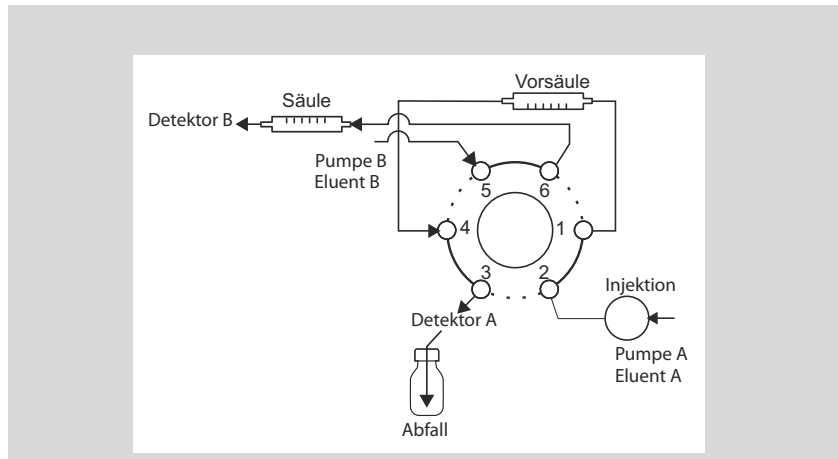 Vorsäule
Säule
Detektor B
Pumpe B
Eluent B
5
6
4
1
3
2
Injektion
Detektor A
Pumpe A
Eluent A
Abfall